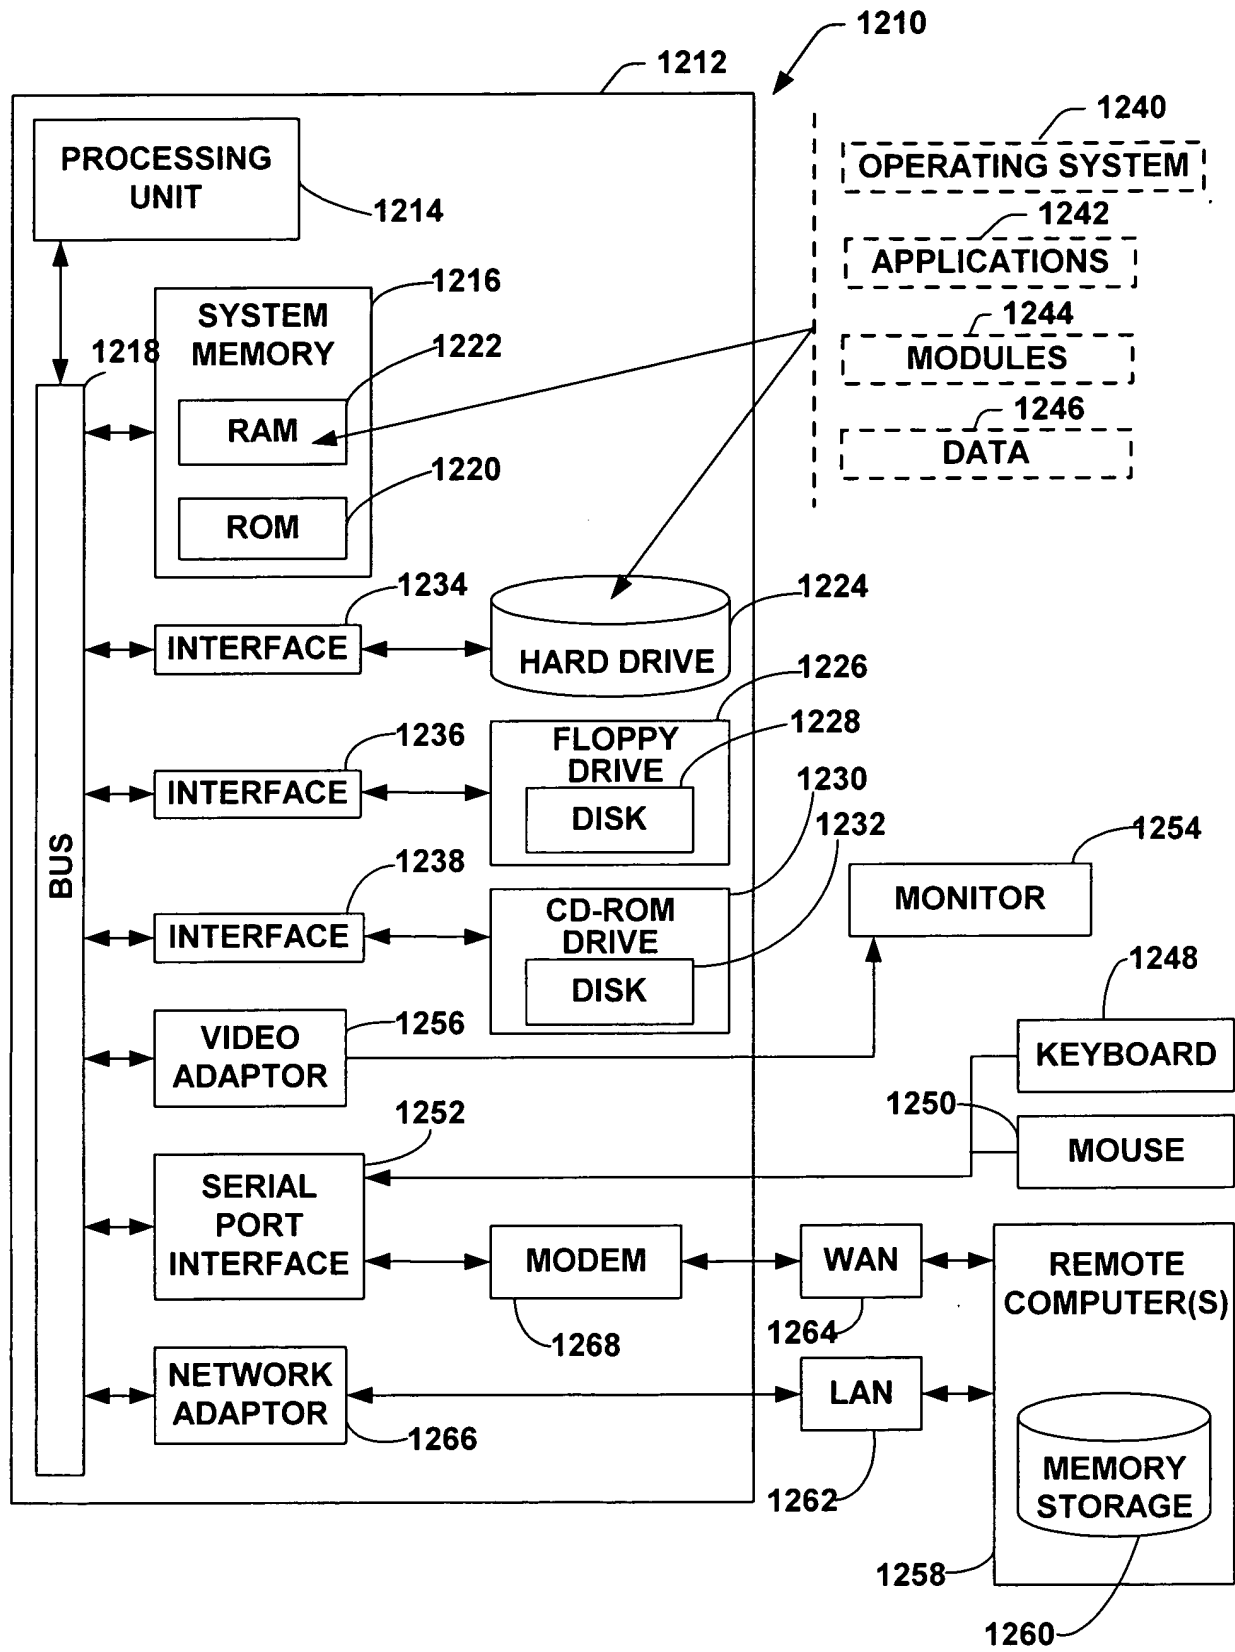 1210
1212
1240
OPERATING SYSTEM
PROCESSING
UNIT
1214
1242
APPLICATIONS
1216
SYSTEM
MEMORY
1244
MODULES
1218
1222
RAM
1246
DATA
1220
ROM
1234
INTERFACE
1224
HARD DRIVE
1226
1236
INTERFACE
FLOPPY
DRIVE
1228
DISK
1230
1232
BUS
1238
INTERFACE
CD-ROM
DRIVE
DISK
1254
MONITOR
1248
KEYBOARD
1256
VIDEO
ADAPTOR
1250
MOUSE
1252
SERIAL
PORT
INTERFACE
MODEM
1268
WAN
1264
REMOTE
COMPUTER(S)
NETWORK
ADAPTOR
1266
LAN
1262
MEMORY
STORAGE
1258
1260